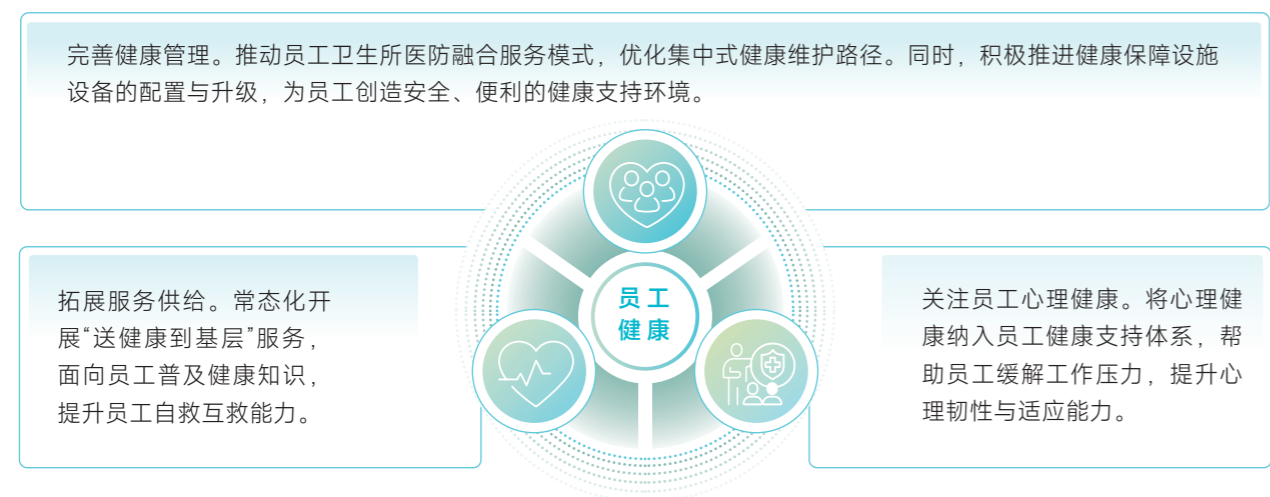 完善健康管理。推动员工卫生所医防融合服务模式，优化集中式健康维护路径。同时，积极推进健康保障设施
设备的配置与升级，为员工创造安全、便利的健康支持环境。
员工
健康
拓展服务供给。常态化开
展“送健康到基层”服务，
面向员工普及健康知识，
提升员工自救互救能力。
关注员工心理健康。将心理健
康纳入员工健康支持体系，帮
助员工缓解工作压力，提升心
理韧性与适应能力。